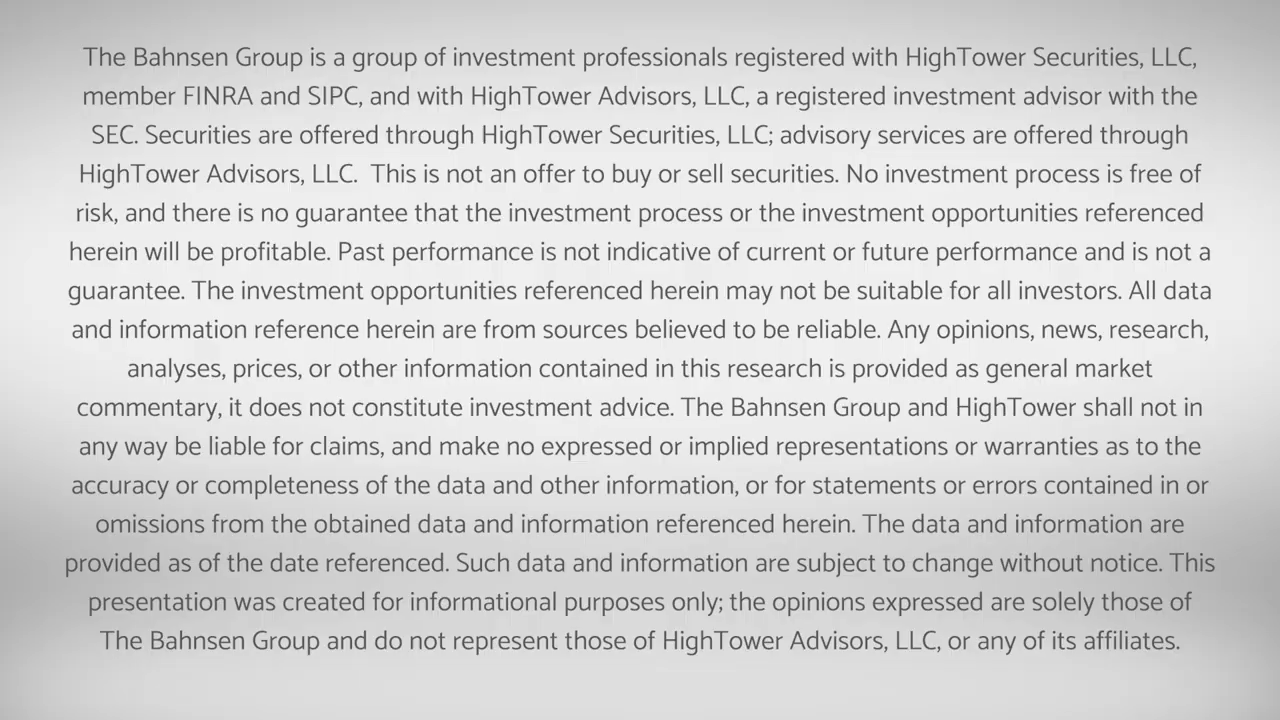 The Bahnsen Group is a group of investment professionals registered with HighTower Securities, LLC,
member FINRA and SIPC, and with HighTower Advisors, LLC, a registered investment advisor with the
SEC. Securities are offered through HighTower Securities, LLC; advisory services are offered through
HighTower Advisors, LLC.  This is not an offer to buy or sell securities. No investment process is free of
risk, and there is no guarantee that the investment process or the investment opportunities referenced
herein will be profitable. Past performance is not indicative of current or future performance and is not a
guarantee. The investment opportunities referenced herein may not be suitable for all investors. All data
and information reference herein are from sources believed to be reliable. Any opinions, news, research,
analyses, prices, or other information contained in this research is provided as general market
commentary, it does not constitute investment advice. The Bahnsen Group and HighTower shall not in
any way be liable for claims, and make no expressed or implied representations or warranties as to the
accuracy or completeness of the data and other information, or for statements or errors contained in or
omissions from the obtained data and information referenced herein. The data and information are
provided as of the date referenced. Such data and information are subject to change without notice. This
presentation was created for informational purposes only; the opinions expressed are solely those of
The Bahnsen Group and do not represent those of HighTower Advisors, LLC, or any of its affiliates.